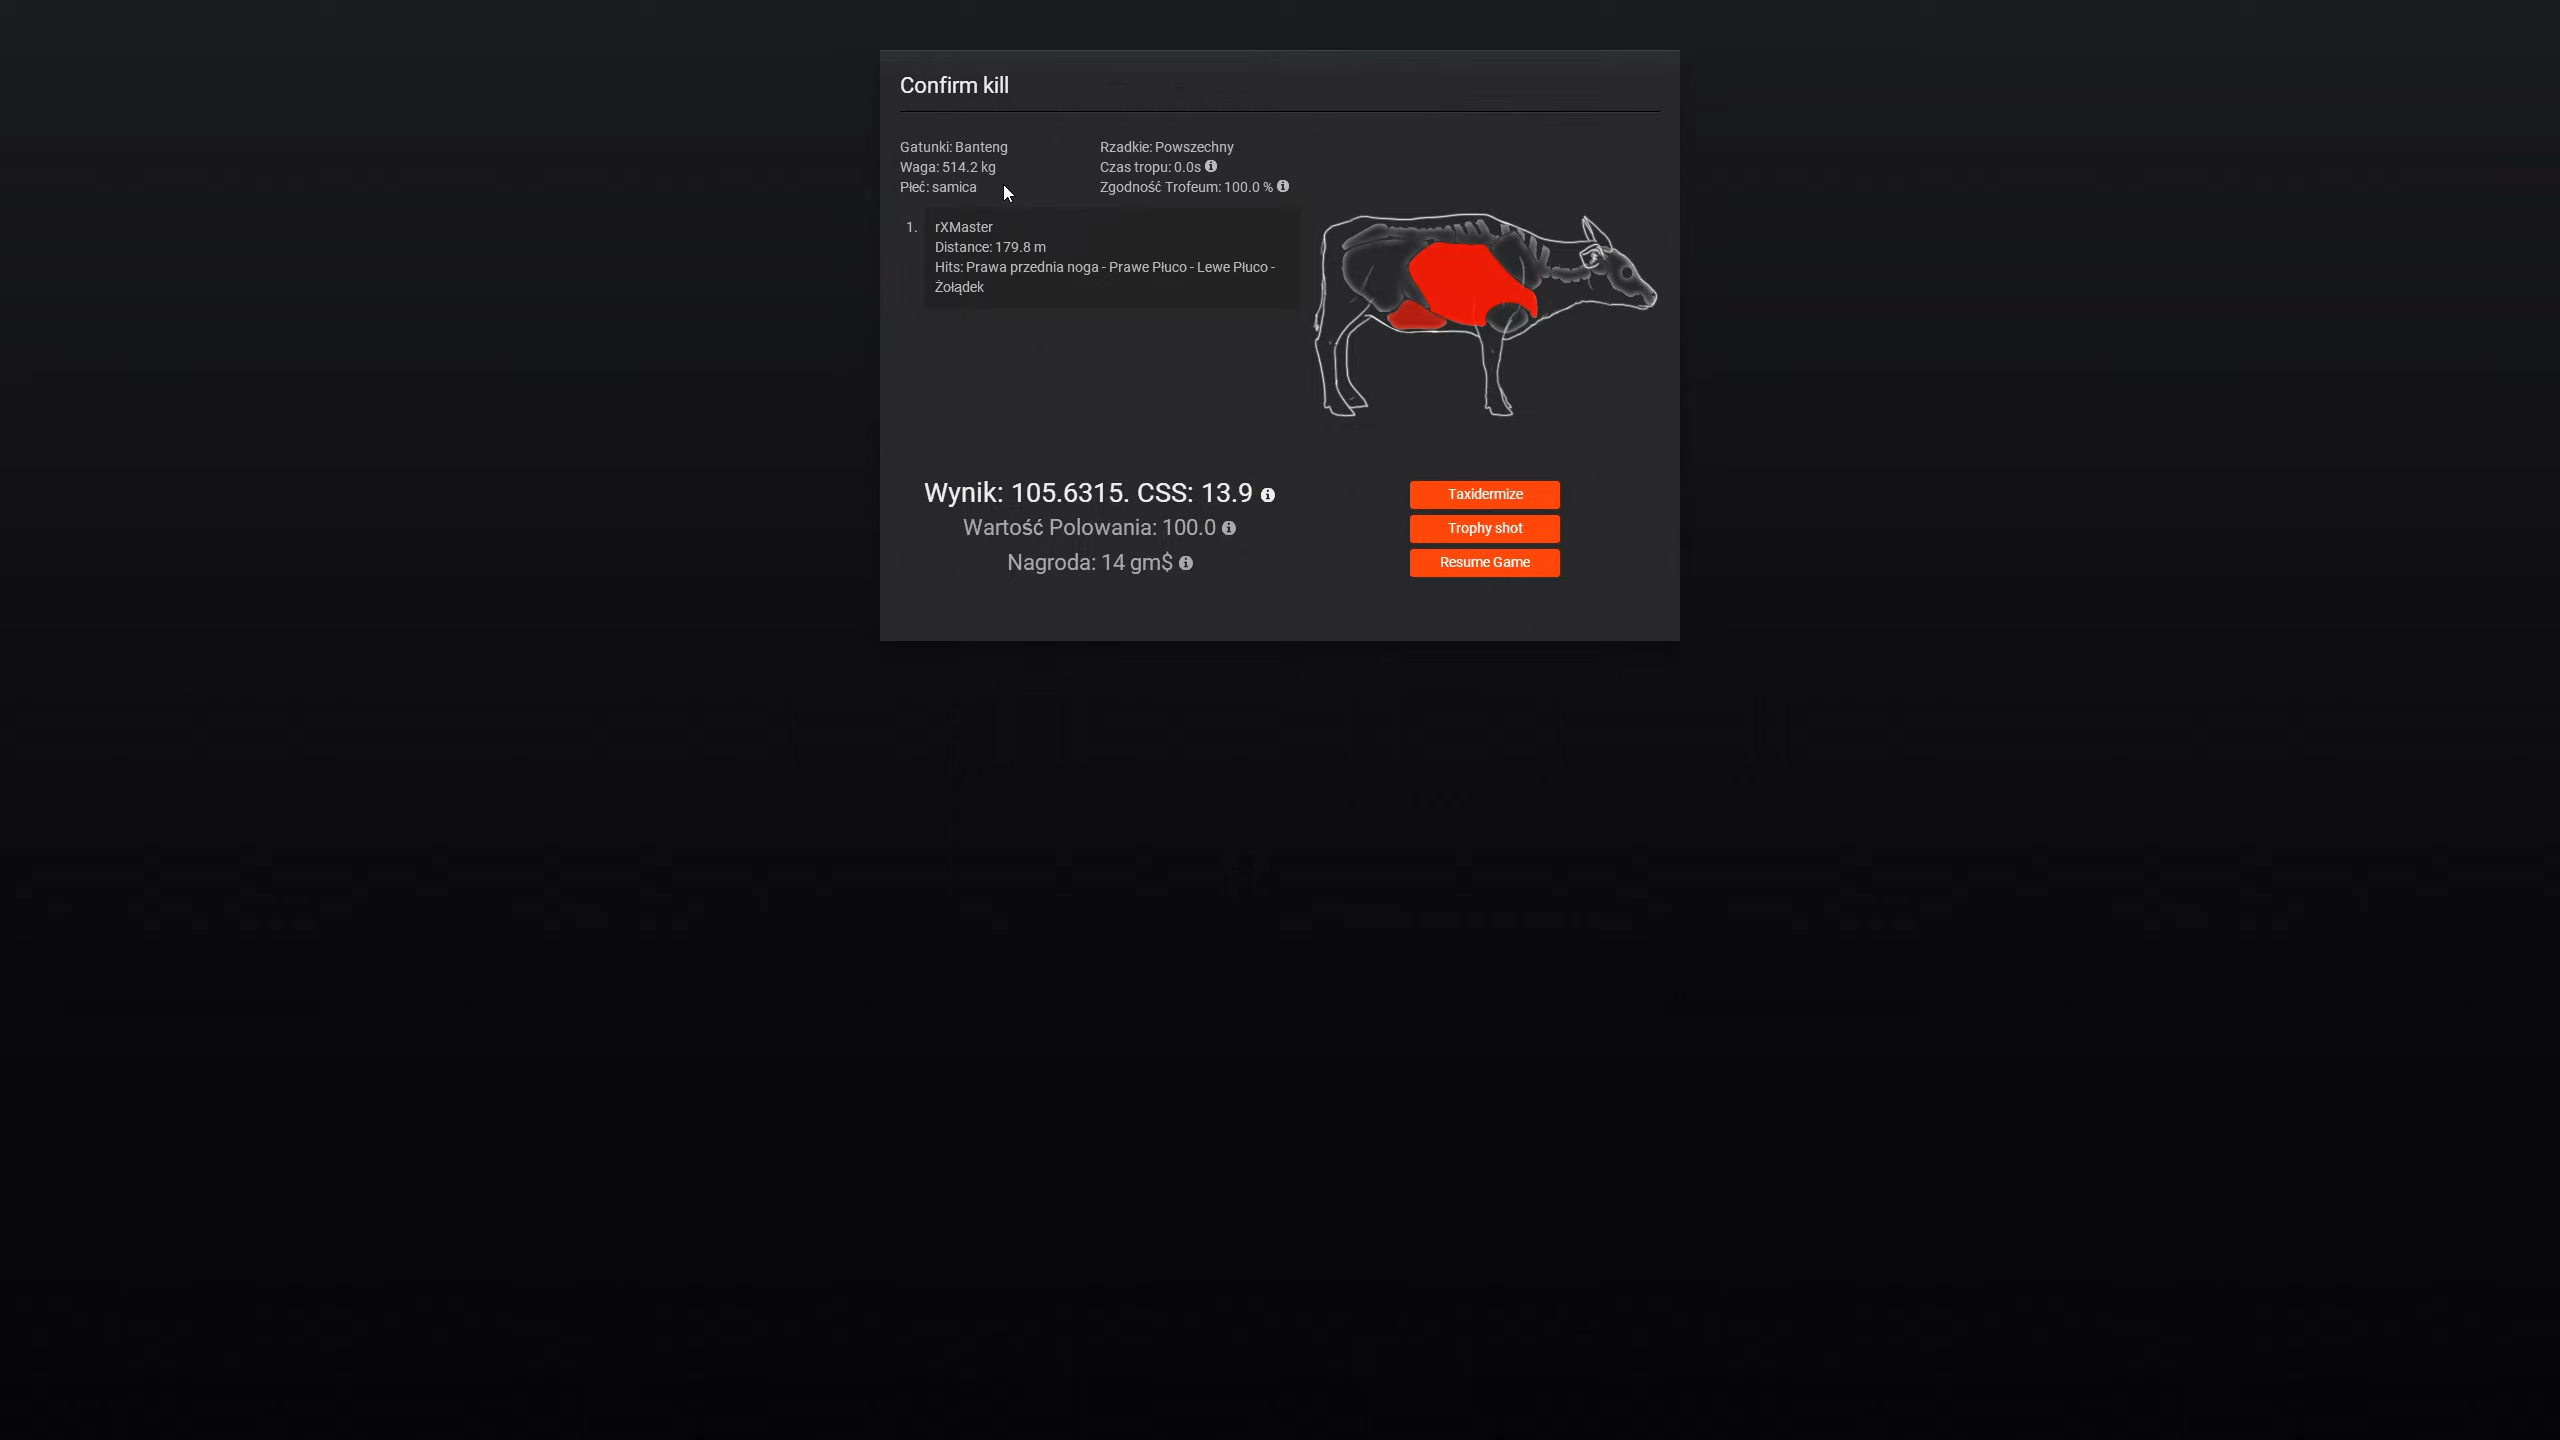 Confirm kill
Gatunki: Banteng
Waga: 514.2 kg
Płeć: samica
Rzadkie: Powszechny
Czas tropu: 0.0s
Zgodność Trofeum: 100.0 %
1.
rXMaster
Distance: 179.8 m
Hits: Prawa przednia noga - Prawe Płuco - Lewe Płuco -
Żołądek
Wynik: 105.6315. CSS: 13.9
Wartość Polowania: 100.0
Nagroda: 14 gm$
Taxidermize
Trophy shot
Resume Game